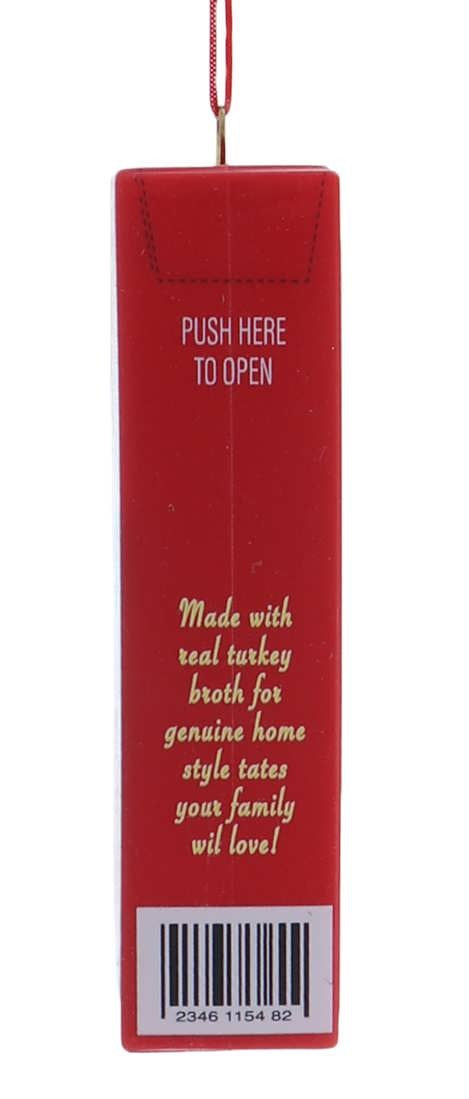 PUSH HERE
TO OPEN
Made with
real turkey
broth for
genuine home
style tates
your family
wil love!
2346 1154 82